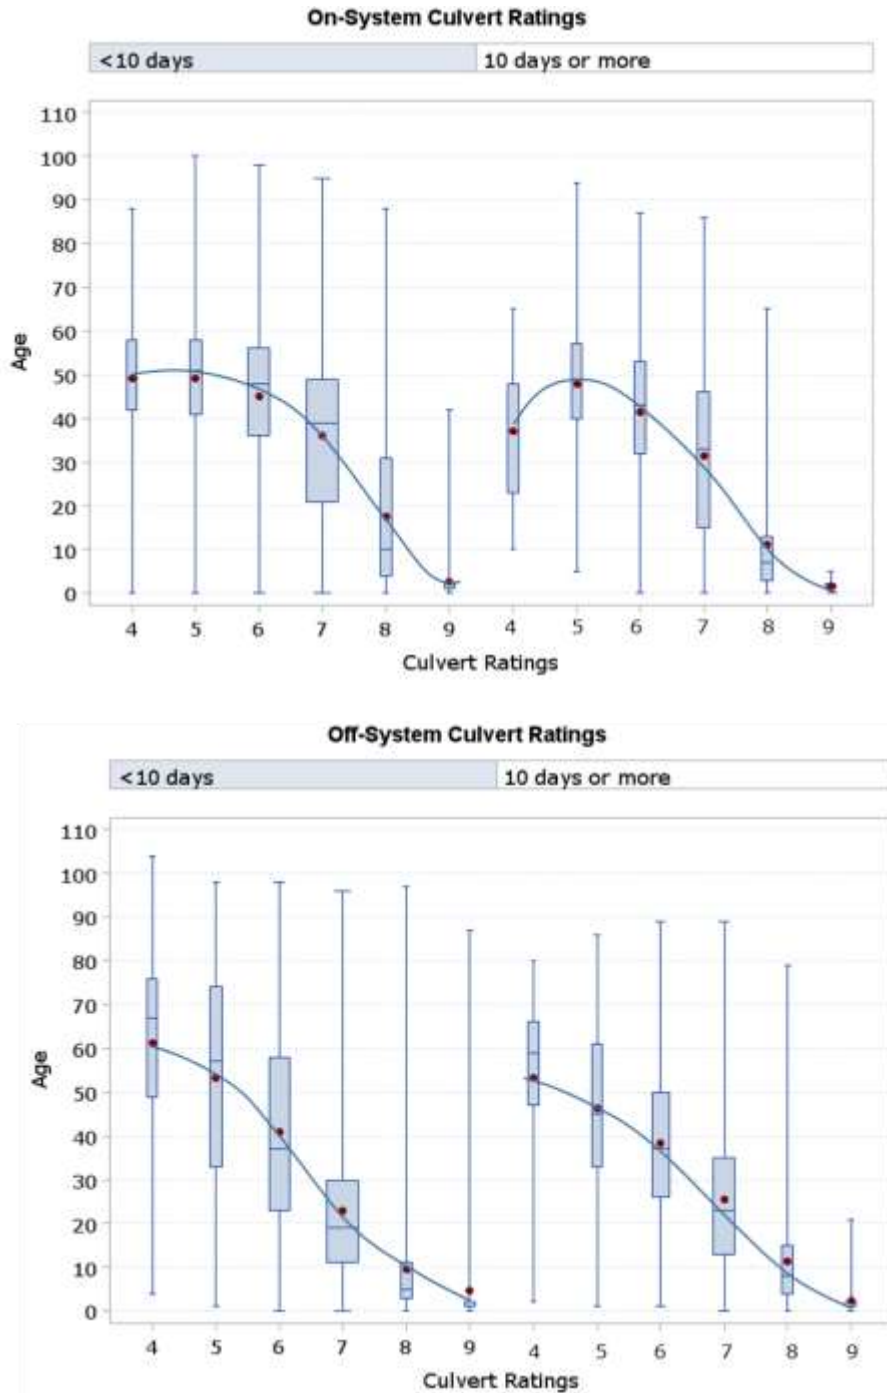 On-System Culvert Ratings
<10 days 10 days or more
110
100
90
80
70
60
50
40
30
20
10
0
Age
4 5 6 7 8 9 4 5 6 7 8 9
Culvert Ratings
Off-System Culvert Ratings
<10 days 10 days or more
110
100
90
80
70
60
50
40
30
20
10
0
Age
4 5 6 7 8 9 4 5 6 7 8 9
Culvert Ratings